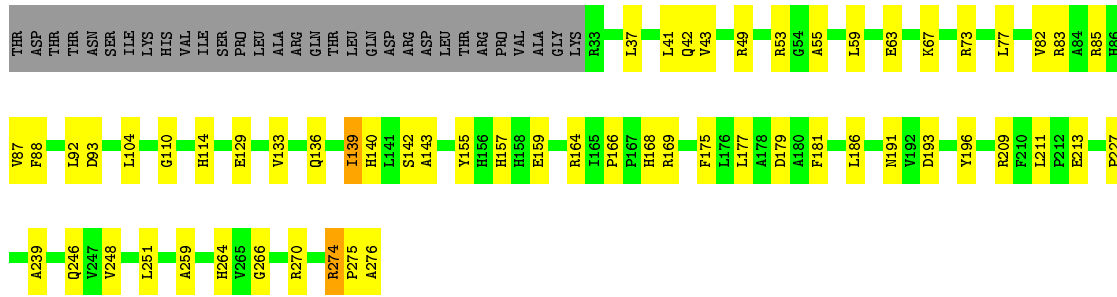 THR ASP THR THR ASN SER ILE LYS HIS VAL ILE SER PRO LEU ALA ARG GLN THR LEU GLN ASP ARG ASP LEU THR ARG PRO VAL ALA GLY LYS R33 L37 L41 Q42 V43 R49 R53 G54 A55 L59 E63 K67 R73 L77 V82 R83 A84 R85 H86
V87 F88 L92 D93 L104 G110 H114 E129 V133 Q136 I139 H140 L141 S142 A143 Y155 H156 H157 H158 E159 R164 I165 P166 P167 H168 R169 F175 L176 L177 A178 D179 A180 F181 L186 N191 V192 D193 Y196 R209 F210 L211 P212 E213 P227
A239 Q246 V247 V248 L251 A259 H264 V265 G266 R270 R274 P275 A276